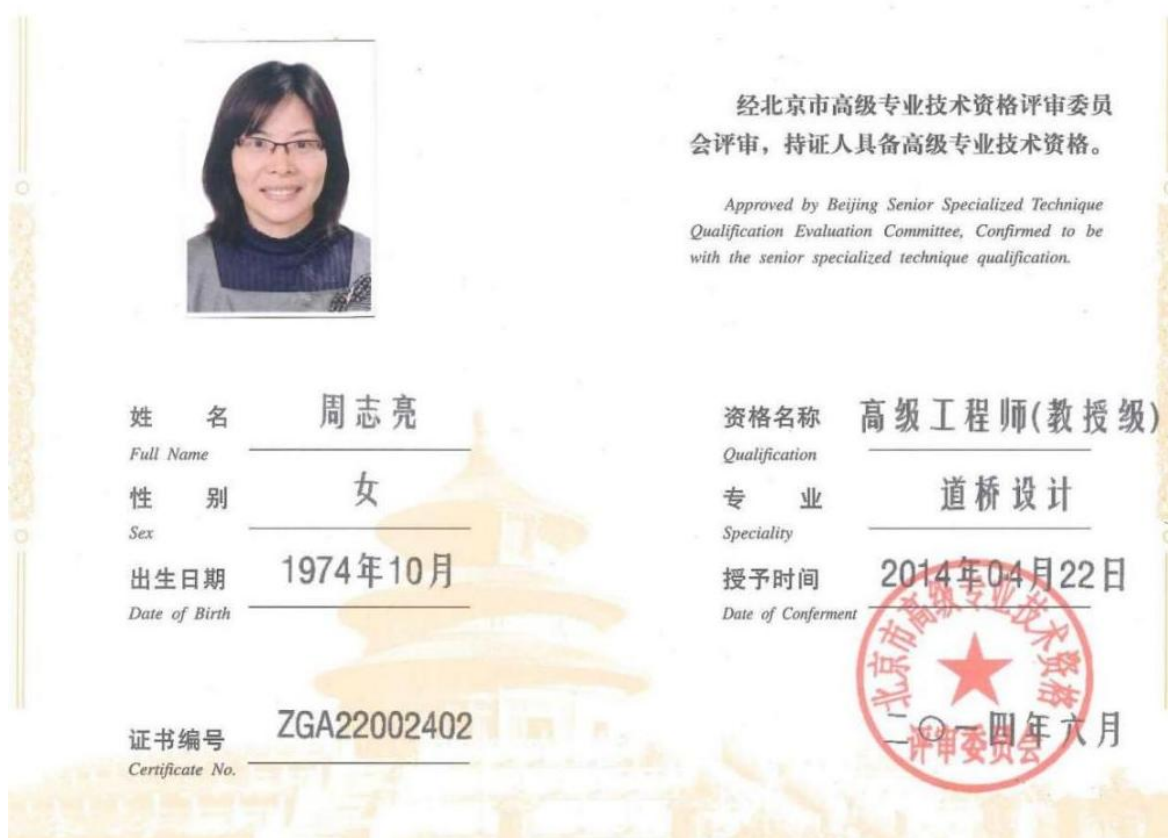 经北京市高级专业技术资格评审委员
会评审，持证人具备高级专业技术资格。
Approved by Beijing Senior Specialized Technique
Qualification Evaluation Committee, Confirmed to be
with the senior specialized technique qualification.
姓 名 周志亮
Full Name
性 别 女
Sex
出生日期 1974年10月
Date of Birth
证书编号 ZGA22002402
Certificate No.
资格名称 高级工程师(教授级)
Qualification
专 业 道桥设计
Speciality
授予时间 2014年04月22日
Date of Conferment
北京市高级专业技术资格
评审委员会
二〇一四年六月